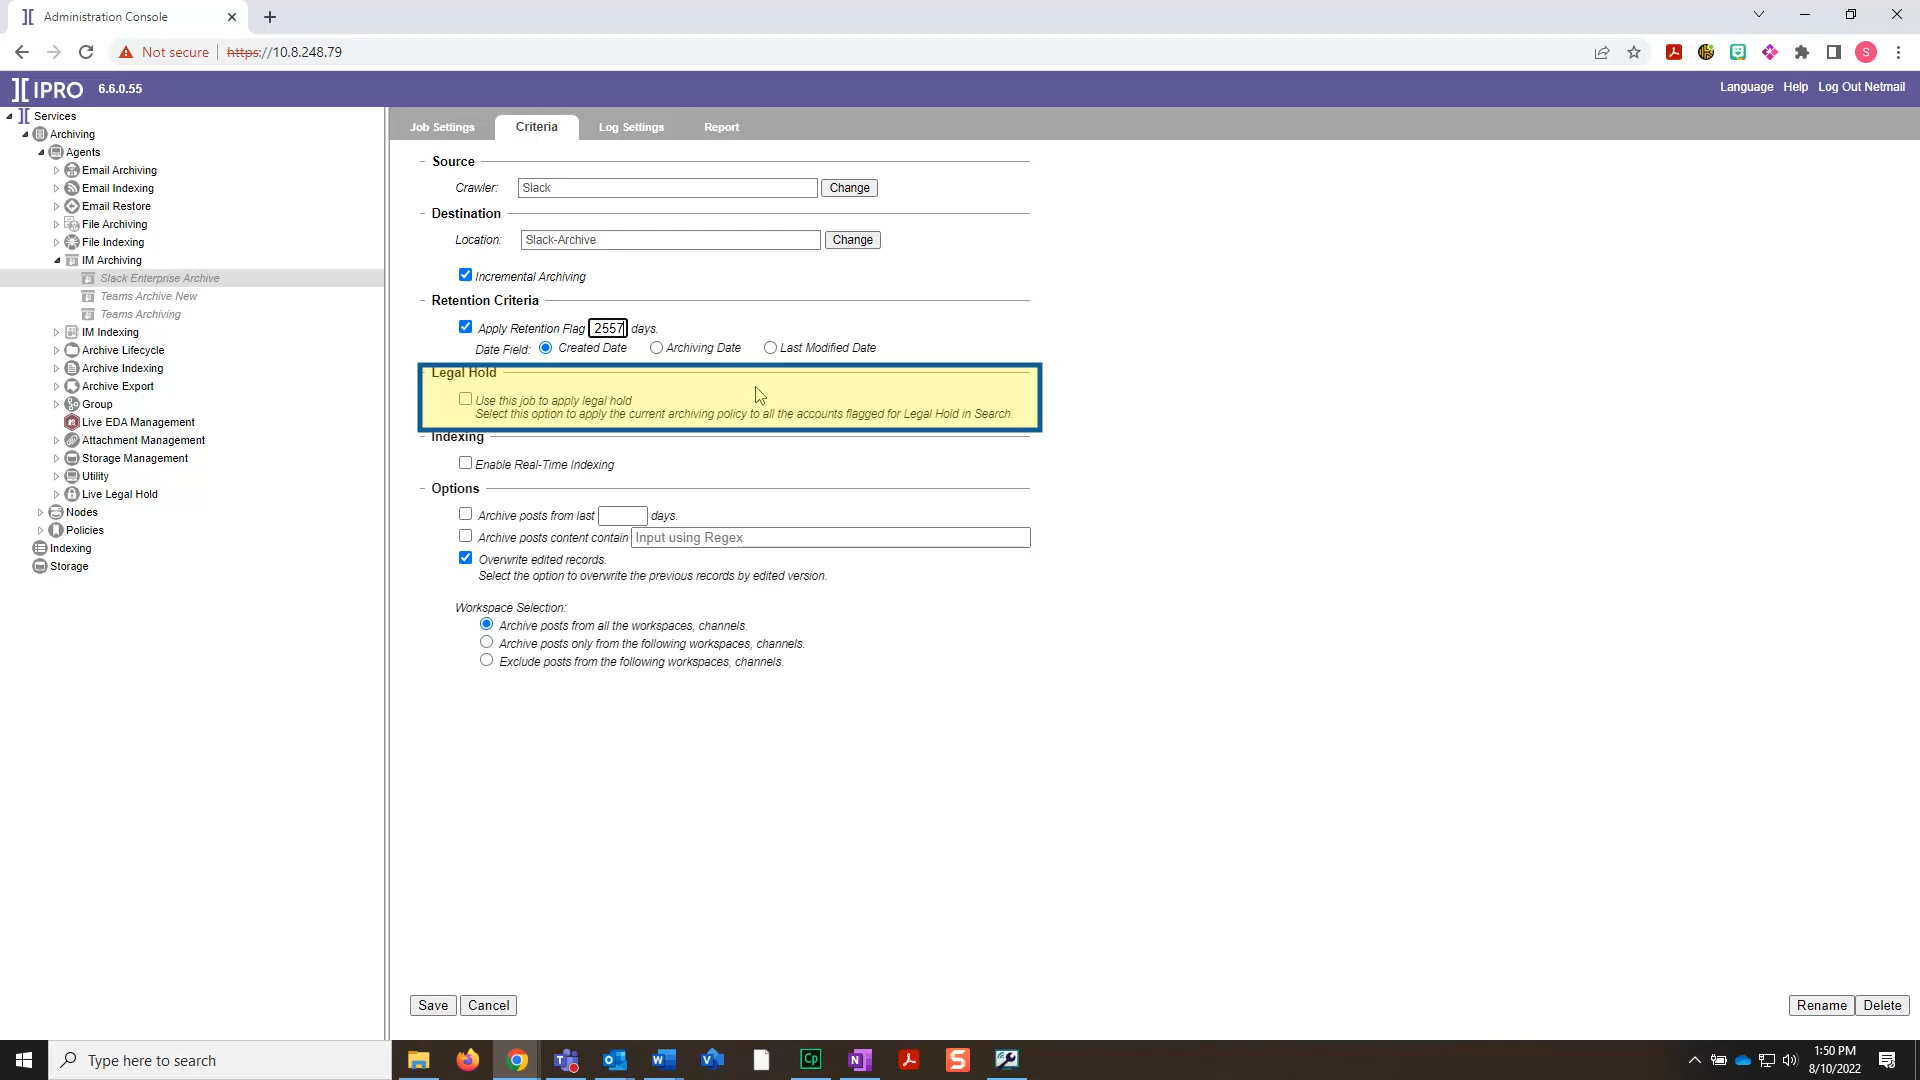 Administration Console
Not secure | https://10.8.248.79
S
IPRO 6.6.0.55
Language Help Log Out Netmail
Services
Archiving
Agents
Email Archiving
Email Indexing
Email Restore
File Archiving
File Indexing
IM Archiving
Slack Enterprise Archive
Teams Archive New
Teams Archiving
IM Indexing
Archive Lifecycle
Archive Indexing
Archive Export
Group
Live EDA Management
Attachment Management
Storage Management
Utility
Live Legal Hold
Nodes
Policies
Indexing
Storage
Job Settings Criteria Log Settings Report
Source
Crawler: Slack Change
Destination
Location: Slack-Archive Change
Incremental Archiving
Retention Criteria
Apply Retention Flag 2557 days.
Date Field: Created Date Archiving Date Last Modified Date
Legal Hold
Use this job to apply legal hold
Select this option to apply the current archiving policy to all the accounts flagged for Legal Hold in Search.
Indexing
Enable Real-Time Indexing
Options
Archive posts from last days.
Archive posts content contain Input using Regex
Overwrite edited records.
Select the option to overwrite the previous records by edited version.
Workspace Selection:
Archive posts from all the workspaces, channels.
Archive posts only from the following workspaces, channels.
Exclude posts from the following workspaces, channels.
Save Cancel
Rename Delete
Type here to search
Cp
1:50 PM
8/10/2022